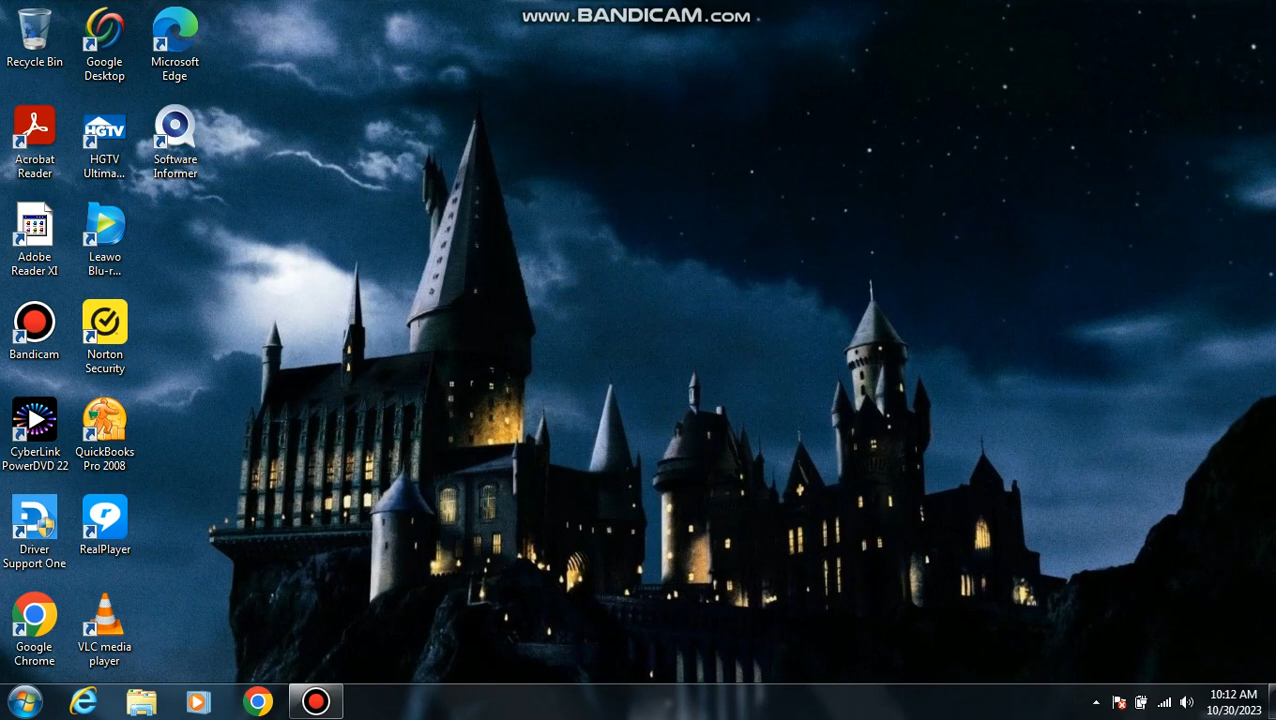 www.BANDICAM.com
Recycle Bin
Google
Desktop
Microsoft
Edge
Acrobat
Reader
HGTV
HGTV
Ultima...
Software
Informer
Adobe
Reader XI
Leawo
Blu-r...
Bandicam
Norton
Security
CyberLink
PowerDVD 22
QuickBooks
Pro 2008
Driver
Support One
RealPlayer
Google
Chrome
VLC media
player
10:12 AM
10/30/2023